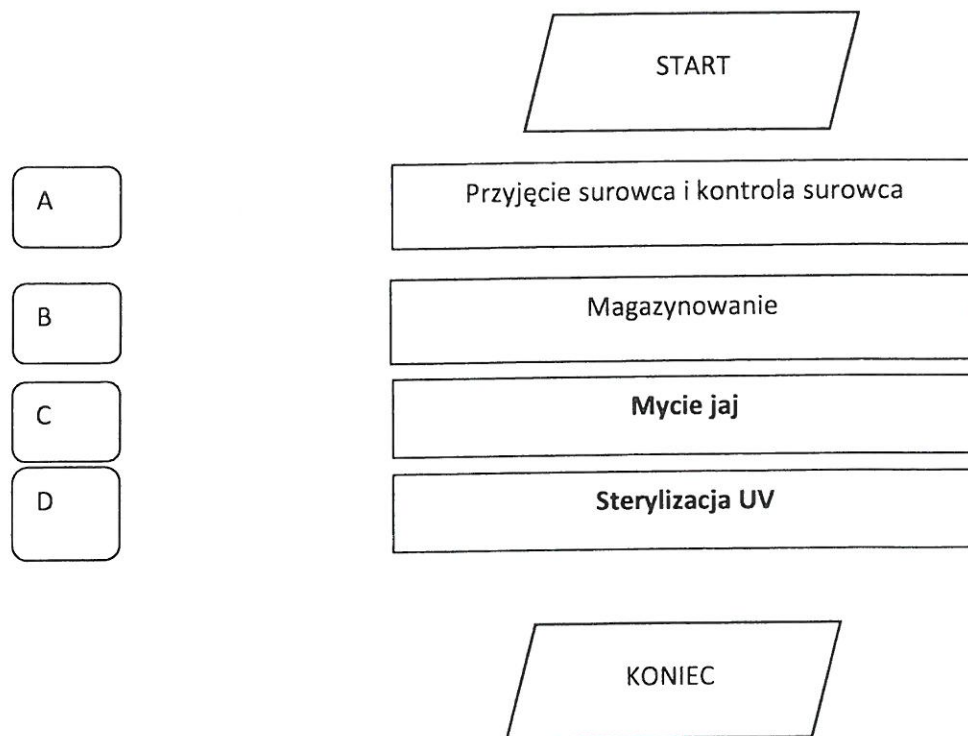 START
A
Przyjęcie surowca i kontrola surowca
B
Magazynowanie
C
Mycie jaj
D
Sterylizacja UV
KONIEC